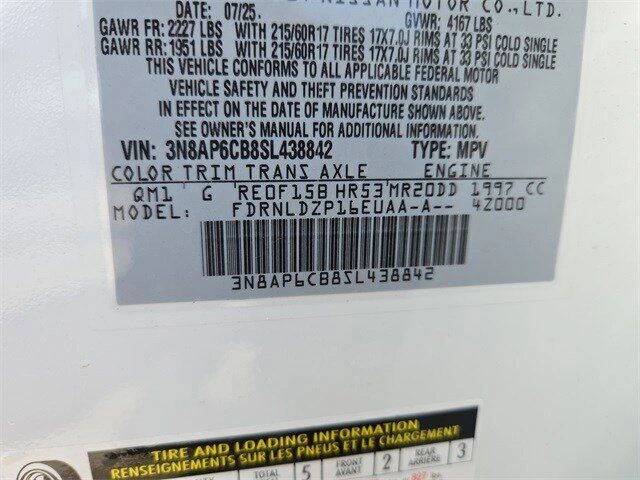 NISSAN MOTOR CO.,LTD.
DATE: 07/25. GVWR: 4167 LBS
GAWR FR: 2227 LBS WITH 215/60R17 TIRES 17X7.0J RIMS AT 33 PSI COLD SINGLE
GAWR RR: 1951 LBS WITH 215/60R17 TIRES 17X7.0J RIMS AT 33 PSI COLD SINGLE
THIS VEHICLE CONFORMS TO ALL APPLICABLE FEDERAL MOTOR
VEHICLE SAFETY AND THEFT PREVENTION STANDARDS
IN EFFECT ON THE DATE OF MANUFACTURE SHOWN ABOVE.
SEE OWNER'S MANUAL FOR ADDITIONAL INFORMATION.
VIN: 3N8AP6CB8SL438842 TYPE: MPV
COLOR TRIM TRANS AXLE ENGINE
QM1 G RE0F15B HR53 MR20DD 1997 CC
MODEL: FDRNLDZP16EUAA-A-- 4Z000
3N8AP6CB8SL438842
TIRE AND LOADING INFORMATION
RENSEIGNEMENTS SUR LES PNEUS ET LE CHARGEMENT
TOTAL 5 FRONT AVANT 2 REAR ARRIÈRE 3